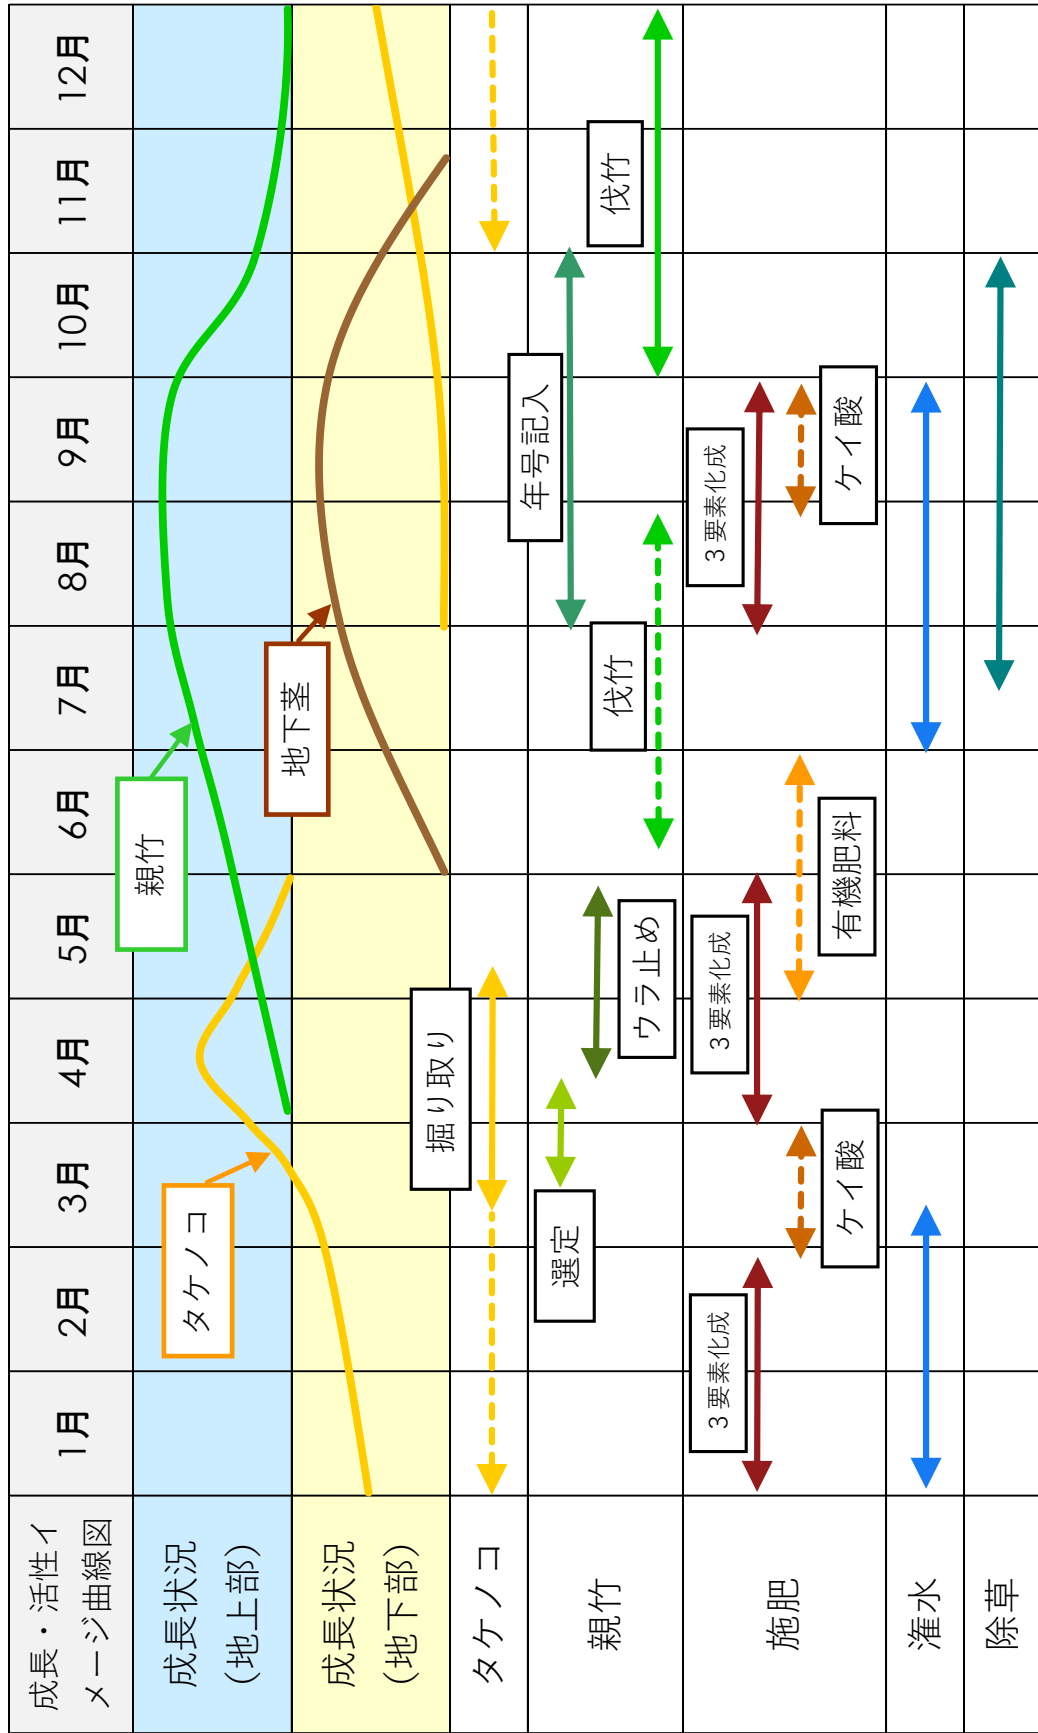 成長・活性イ
メージ曲線図
1月
2月
3月
4月
5月
6月
7月
8月
9月
10月
11月
12月
成長状況
(地上部)
タケノコ
親竹
成長状況
(地下部)
地下茎
タケノコ
掘り取り
親竹
選定
ウラ止め
伐竹
年号記入
伐竹
施肥
3要素化成
ケイ酸
3要素化成
有機肥料
3要素化成
ケイ酸
潅水
除草